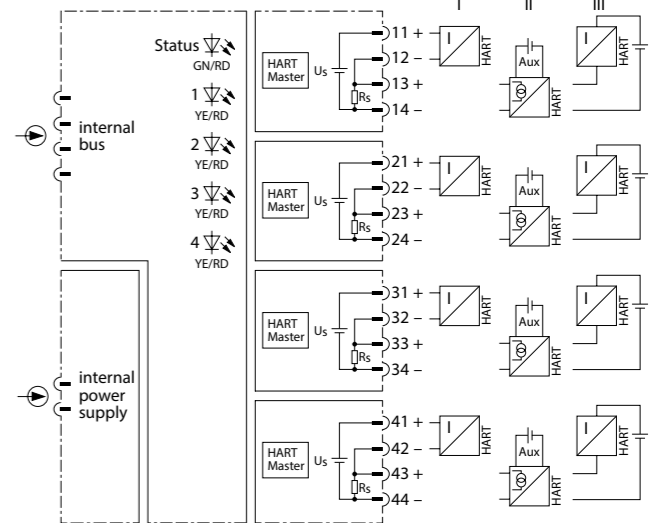 I II III
Status
GN/RD
1
YE/RD
2
YE/RD
3
YE/RD
4
YE/RD
internal
bus
internal
power
supply
HART
Master
Us
Rs
11 +
12 –
13 +
14 –
I
HART
Aux
HART
I
HART
HART
Master
Us
Rs
21 +
22 –
23 +
24 –
I
HART
Aux
HART
I
HART
HART
Master
Us
Rs
31 +
32 –
33 +
34 –
I
HART
Aux
HART
I
HART
HART
Master
Us
Rs
41 +
42 –
43 +
44 –
I
HART
Aux
HART
I
HART